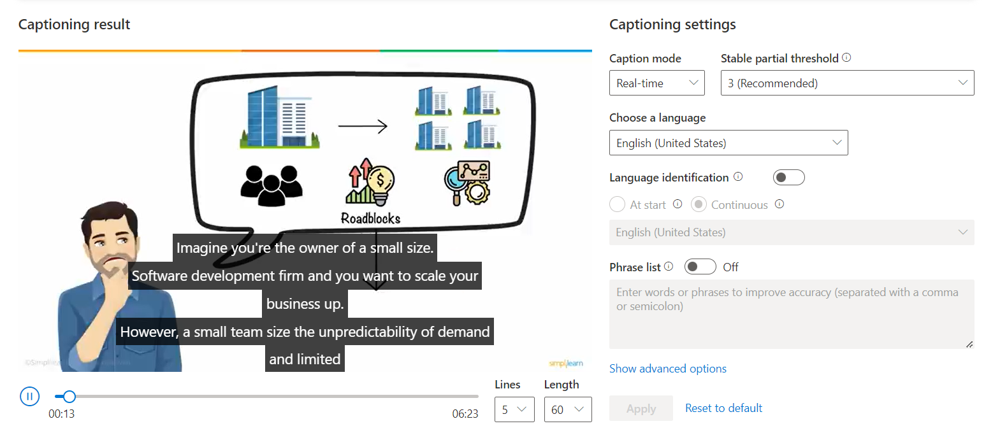 Captioning result
Roadblocks
Imagine you're the owner of a small size.
Software development firm and you want to scale your
business up.
However, a small team size the unpredictability of demand
and limited
simplilearn
00:13
06:23
Lines
Length
5
60
Captioning settings
Caption mode
Stable partial threshold
Real-time
3 (Recommended)
Choose a language
English (United States)
Language identification
At start
Continuous
English (United States)
Phrase list
Off
Enter words or phrases to improve accuracy (separated with a comma
or semicolon)
Show advanced options
Apply
Reset to default